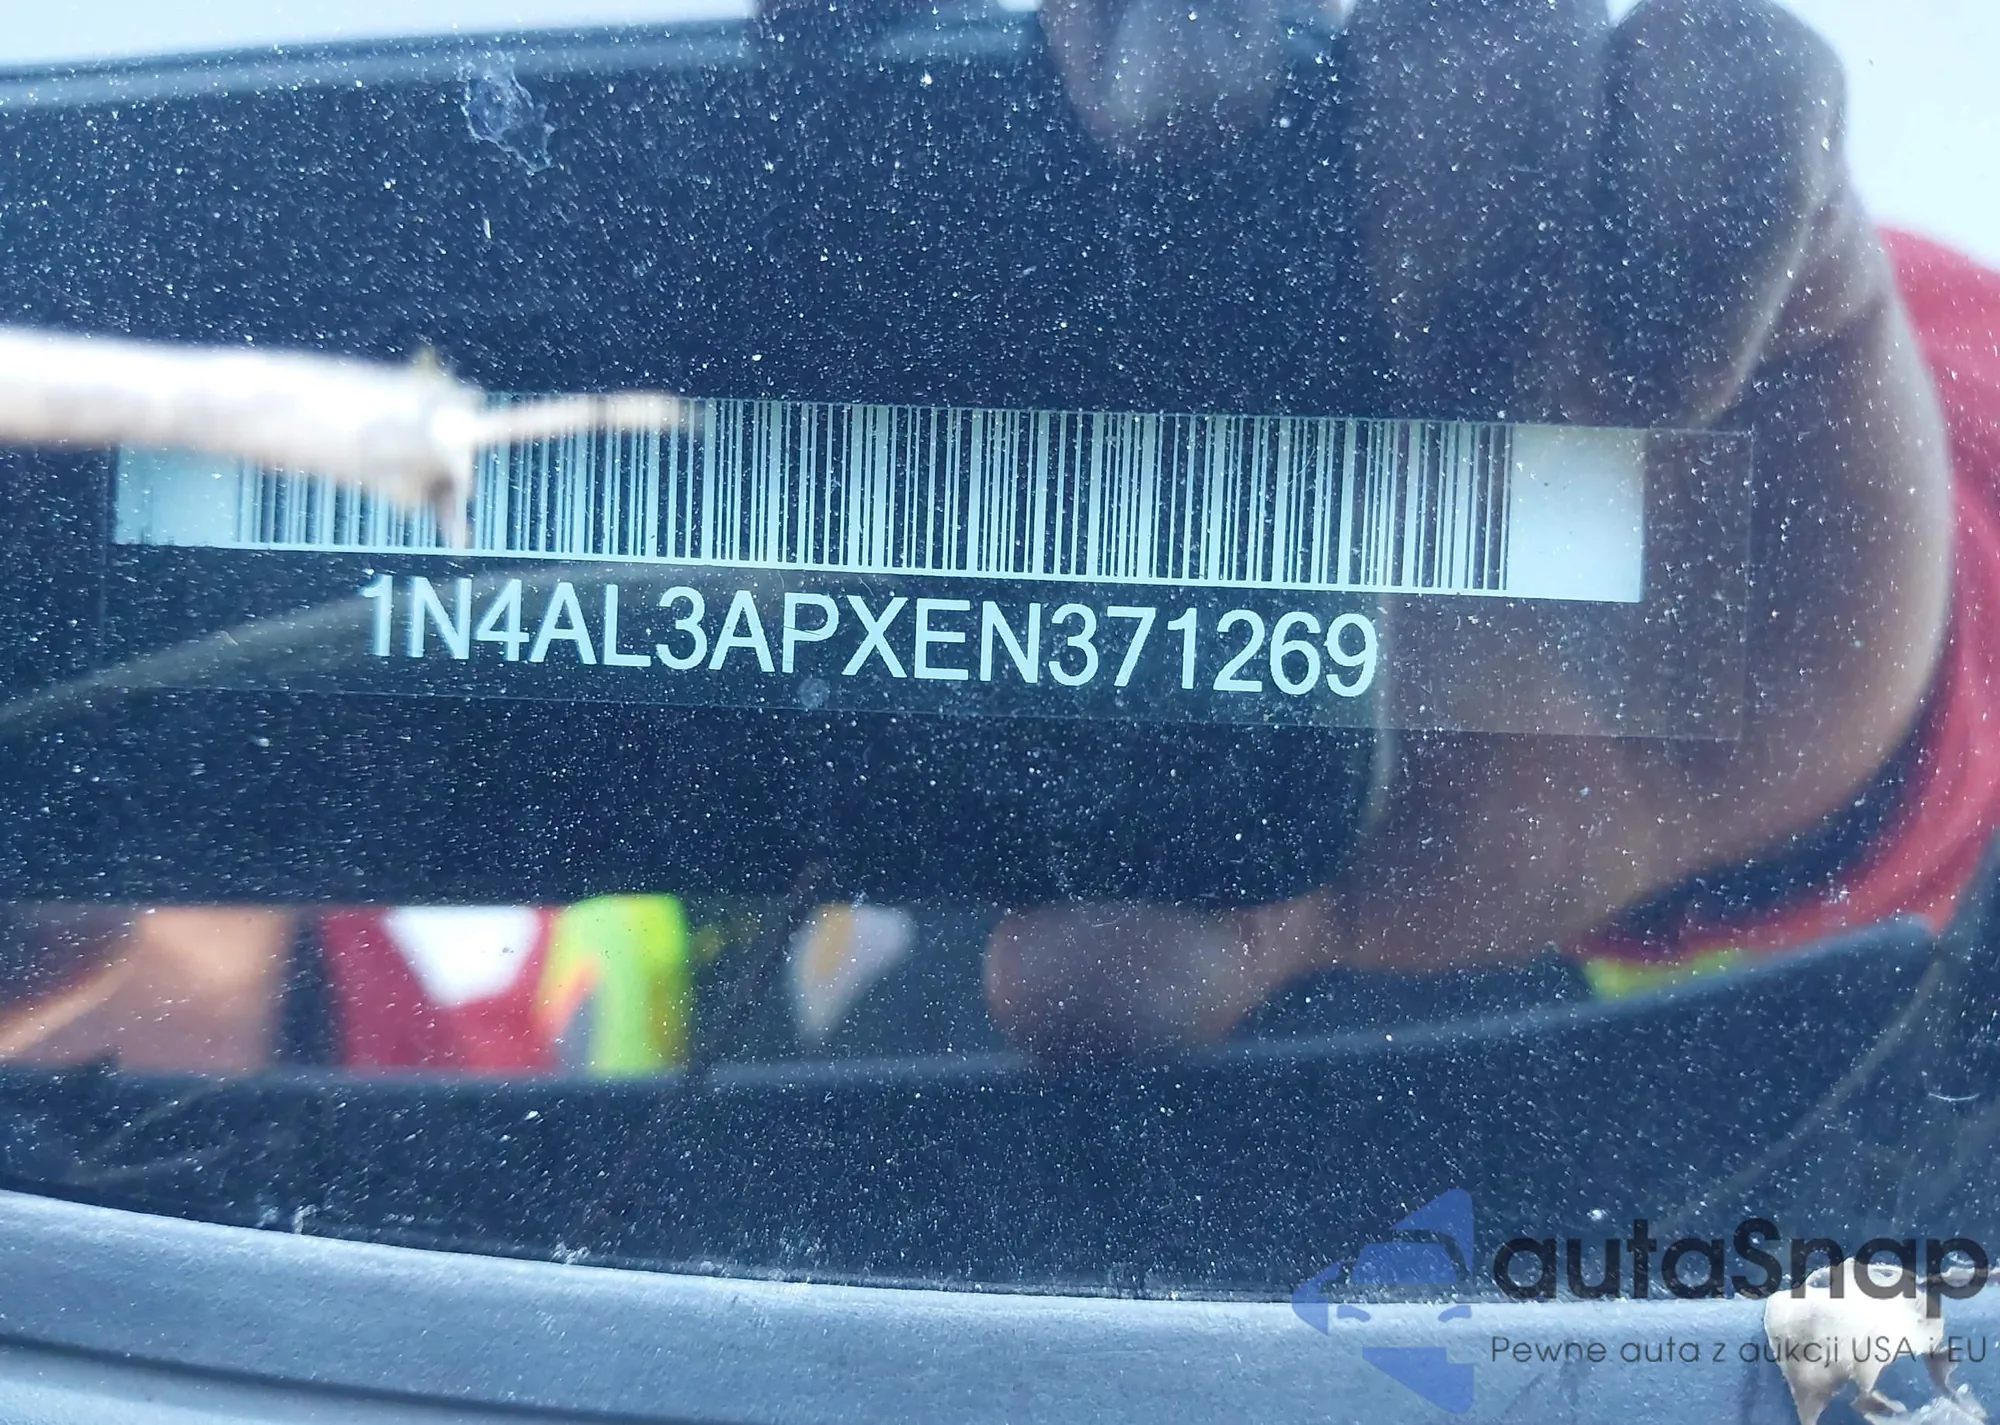 1N4AL3APXEN371269
autaSnap
Pewne auta z aukcji USA i EU